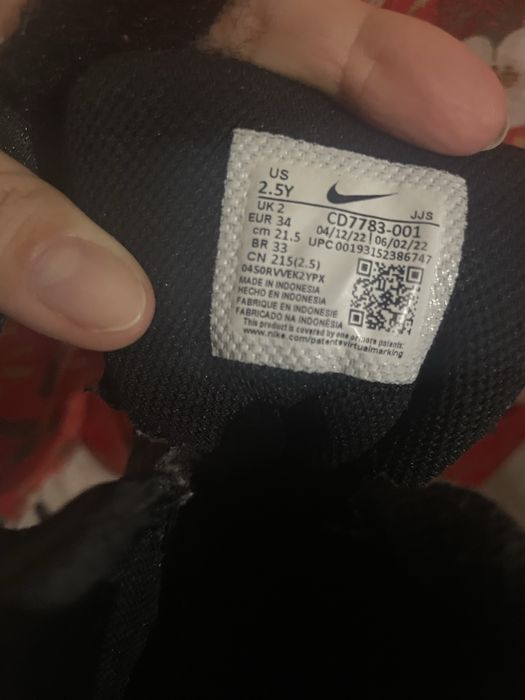 US
2.5Y
UK 2
EUR 34
cm 21.5
BR 33
CN 215(2.5)
JJS
CD7783-001
04/12/22 | 06/02/22
UPC 00193152386747
0450RVVEK2YPX
MADE IN INDONESIA
HECHO EN INDONESIA
FABRIQUE EN INDONESIE
FABRICADO NA INDONÉSIA
This product is covered by one or more patents:
www.nike.com/patentsvirtualmarking